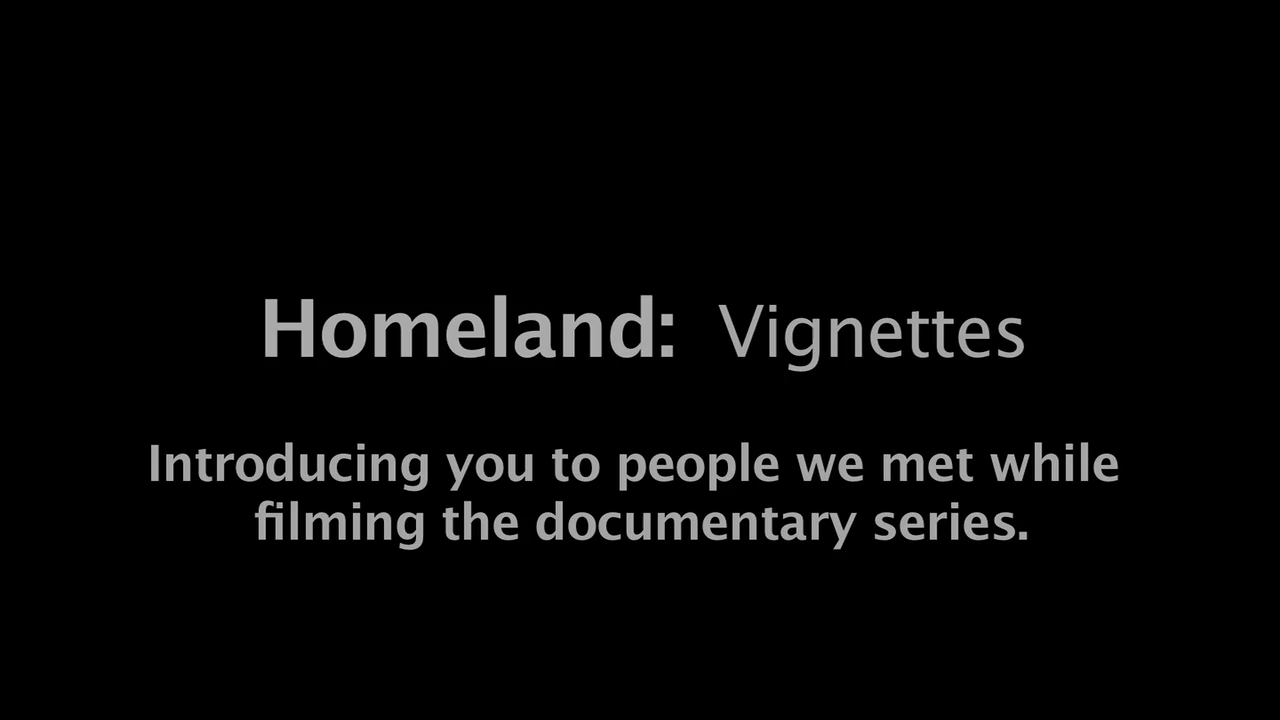 Homeland: Vignettes
Introducing you to people we met while
filming the documentary series.